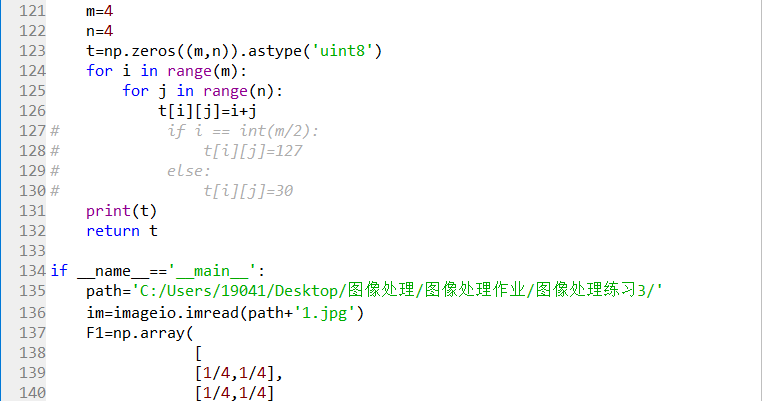 121    m=4
122    n=4
123    t=np.zeros((m,n)).astype('uint8')
124    for i in range(m):
125        for j in range(n):
126            t[i][j]=i+j
127 #            if i == int(m/2):
128 #                t[i][j]=127
129 #            else:
130 #                t[i][j]=30
131    print(t)
132    return t
133
134 if __name__=='__main__':
135    path='C:/Users/19041/Desktop/图像处理/图像处理作业/图像处理练习3/'
136    im=imageio.imread(path+'1.jpg')
137    F1=np.array(
138                [
139                [1/4,1/4],
140                [1/4,1/4]